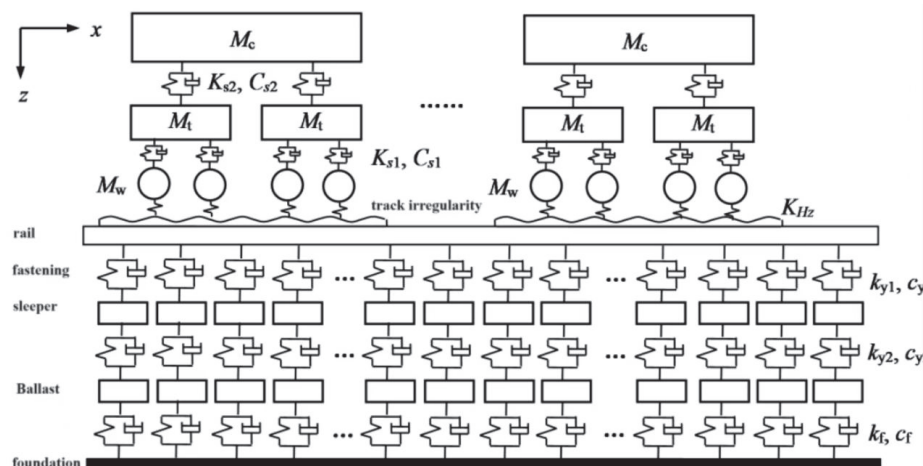 x
z
Mc
Mc
Ks2, Cs2
......
Mt
Mt
Mt
Mt
Ks1, Cs1
Mw
Mw
track irregularity
KHz
rail
fastening
...
...
ky1, cy
sleeper
...
...
ky2, cy
Ballast
...
...
kf, cf
foundation